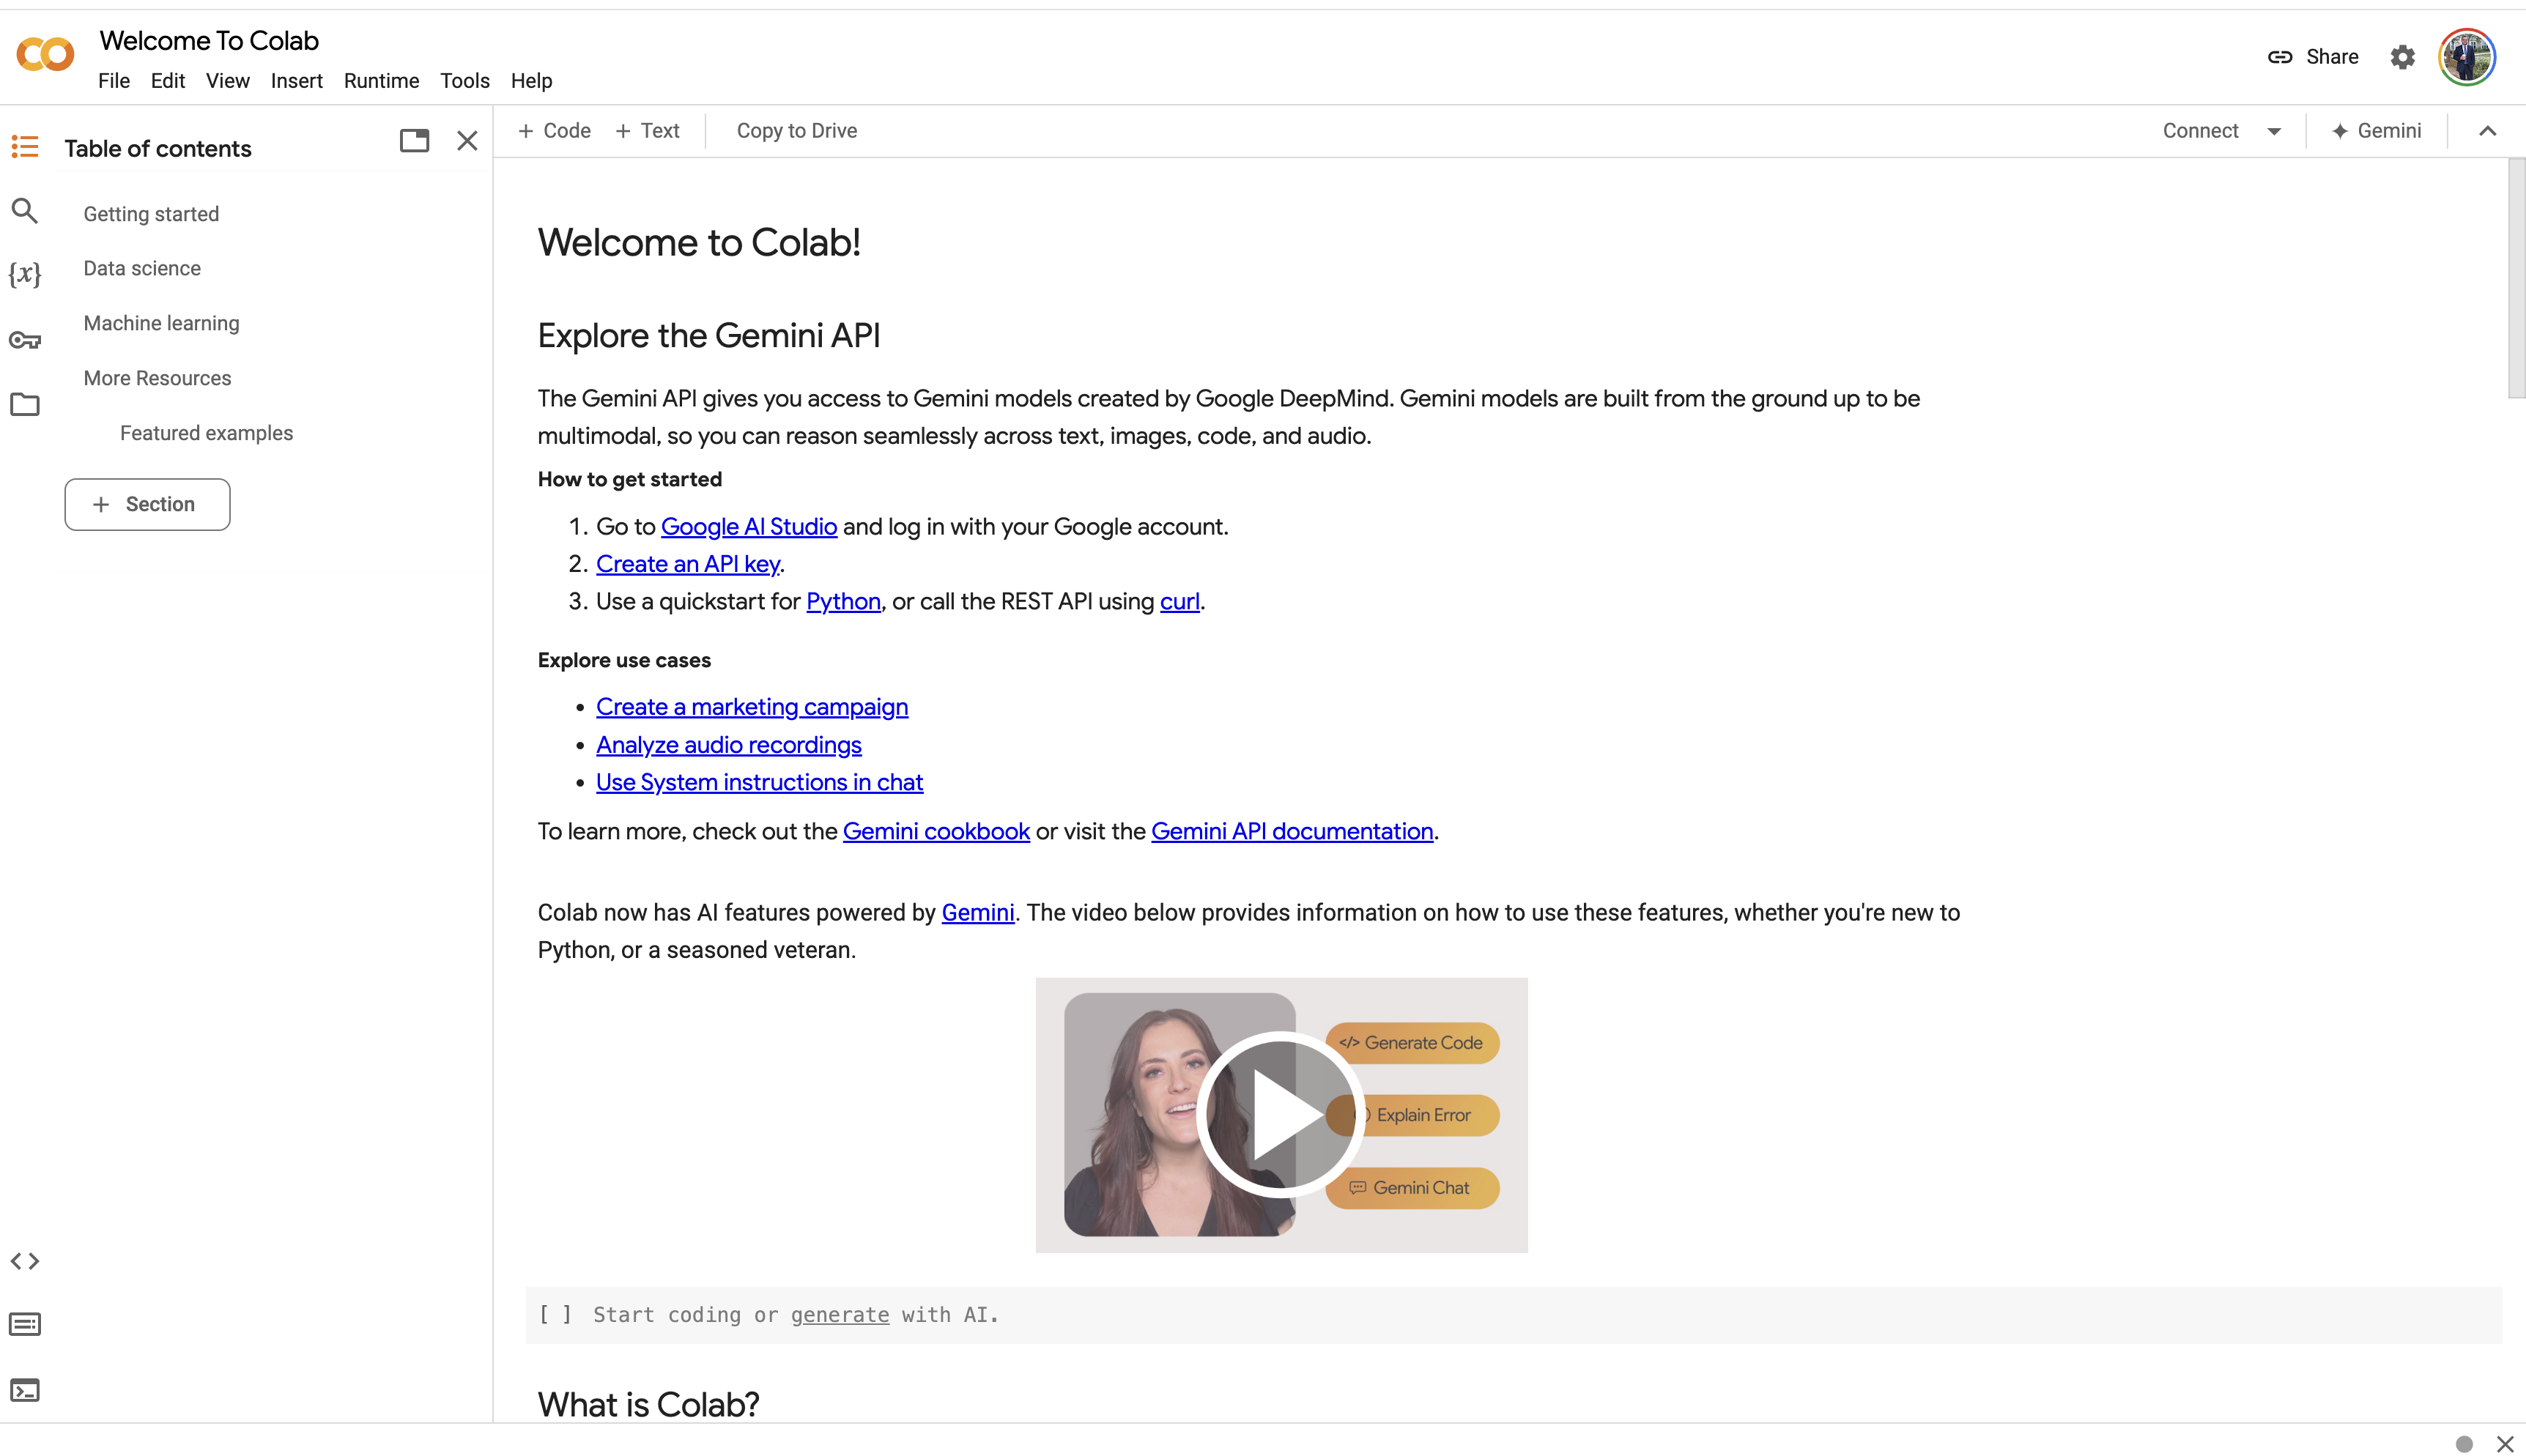 Welcome To Colab
File Edit View Insert Runtime Tools Help
Share
Table of contents
Getting started
Data science
Machine learning
More Resources
Featured examples
+ Section
+ Code + Text Copy to Drive
Connect Gemini
Welcome to Colab!
Explore the Gemini API
The Gemini API gives you access to Gemini models created by Google DeepMind. Gemini models are built from the ground up to be
multimodal, so you can reason seamlessly across text, images, code, and audio.
How to get started
1. Go to Google AI Studio and log in with your Google account.
2. Create an API key.
3. Use a quickstart for Python, or call the REST API using curl.
Explore use cases
• Create a marketing campaign
• Analyze audio recordings
• Use System instructions in chat
To learn more, check out the Gemini cookbook or visit the Gemini API documentation.
Colab now has AI features powered by Gemini. The video below provides information on how to use these features, whether you're new to
Python, or a seasoned veteran.
</> Generate Code
Explain Error
Gemini Chat
[ ] Start coding or generate with AI.
What is Colab?